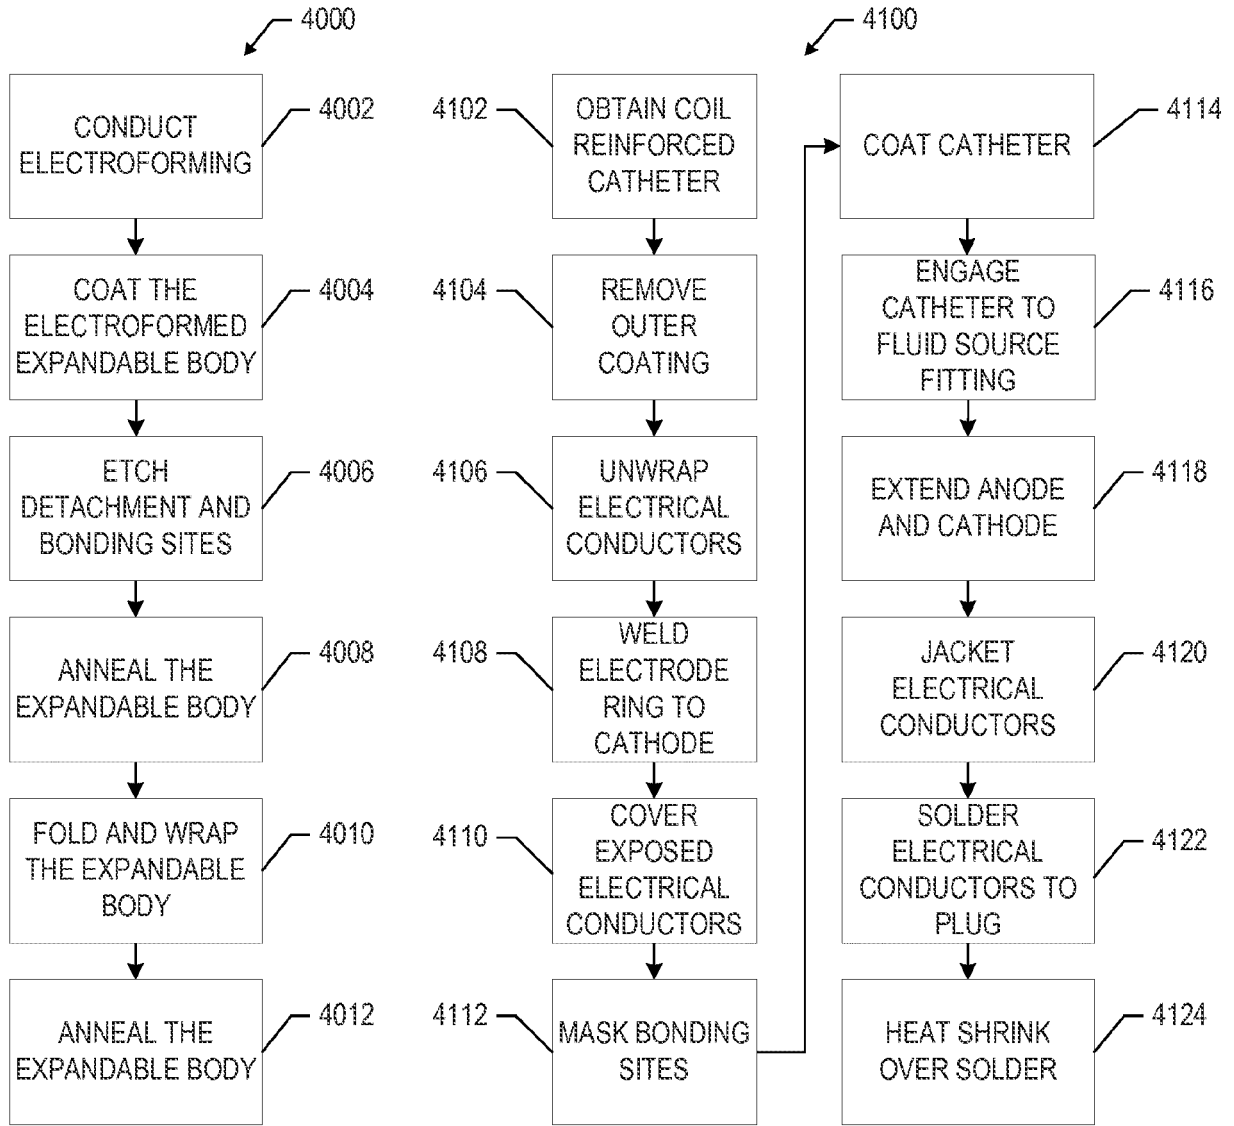 4000
CONDUCT
ELECTROFORMING
4002
COAT THE
ELECTROFORMED
EXPANDABLE BODY
4004
ETCH
DETACHMENT AND
BONDING SITES
4006
ANNEAL THE
EXPANDABLE BODY
4008
FOLD AND WRAP
THE EXPANDABLE
BODY
4010
ANNEAL THE
EXPANDABLE BODY
4012
4100
4102
OBTAIN COIL
REINFORCED
CATHETER
4104
REMOVE
OUTER
COATING
4106
UNWRAP
ELECTRICAL
CONDUCTORS
4108
WELD
ELECTRODE
RING TO
CATHODE
4110
COVER
EXPOSED
ELECTRICAL
CONDUCTORS
4112
MASK BONDING
SITES
COAT CATHETER
4114
ENGAGE
CATHETER TO
FLUID SOURCE
FITTING
4116
EXTEND ANODE
AND CATHODE
4118
JACKET
ELECTRICAL
CONDUCTORS
4120
SOLDER
ELECTRICAL
CONDUCTORS TO
PLUG
4122
HEAT SHRINK
OVER SOLDER
4124